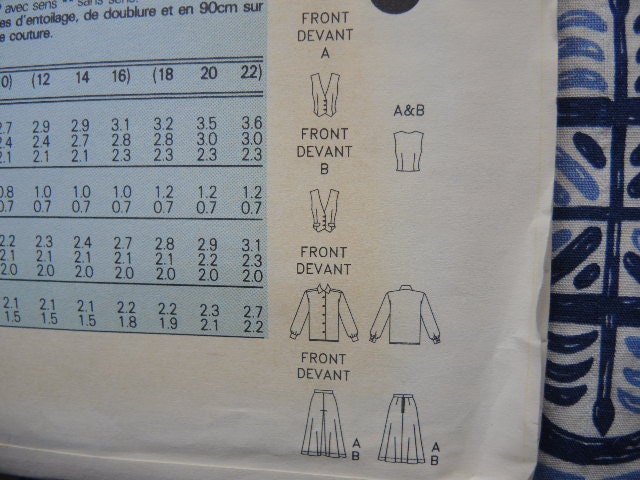 avec sens ** sans sens.
es d'entoilage, de doublure et en 90cm sur
e couture.
0) (12 14 16) (18 20 22)
2.7 2.9 2.9 3.1 3.2 3.5 3.6
2.4 2.4 2.7 2.8 2.8 3.0 3.0
2.1 2.1 2.1 2.3 2.3 2.3 2.3
0.8 1.0 1.0 1.0 1.2 1.2 1.2
0.7 0.7 0.7 0.7 0.7 0.7 0.7
2.2 2.3 2.4 2.7 2.8 2.9 3.1
2.1 2.1 2.1 2.1 2.1 2.2 2.3
2.0 2.0 2.0 2.0 2.0 2.0 2.0
2.1 2.1 2.1 2.2 2.2 2.3 2.7
1.5 1.5 1.5 1.8 1.9 2.1 2.2
FRONT
DEVANT
A
A&B
FRONT
DEVANT
B
FRONT
DEVANT
FRONT
DEVANT
A
B
A
B